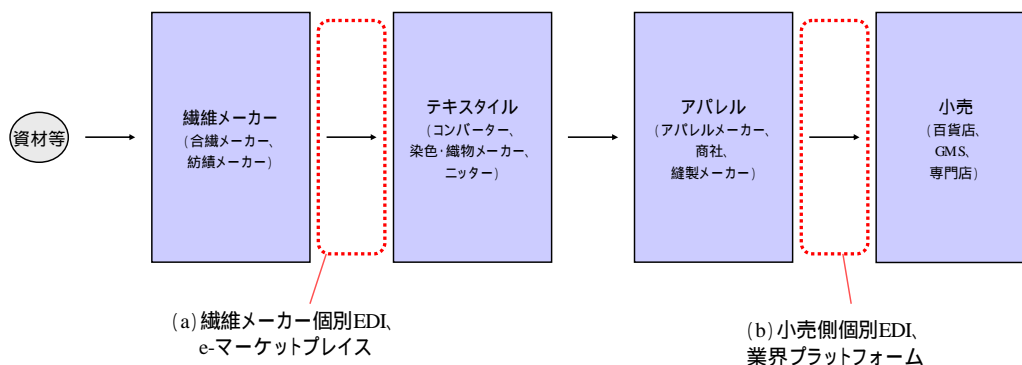 資材等
繊維メーカー
(合繊メーカー、
紡績メーカー)
テキスタイル
(コンバーター、
染色・織物メーカー、
ニッター)
アパレル
(アパレルメーカー、
商社、
縫製メーカー)
小売
(百貨店、
GMS、
専門店)
(a)繊維メーカー個別EDI、
e-マーケットプレイス
(b)小売側個別EDI、
業界プラットフォーム